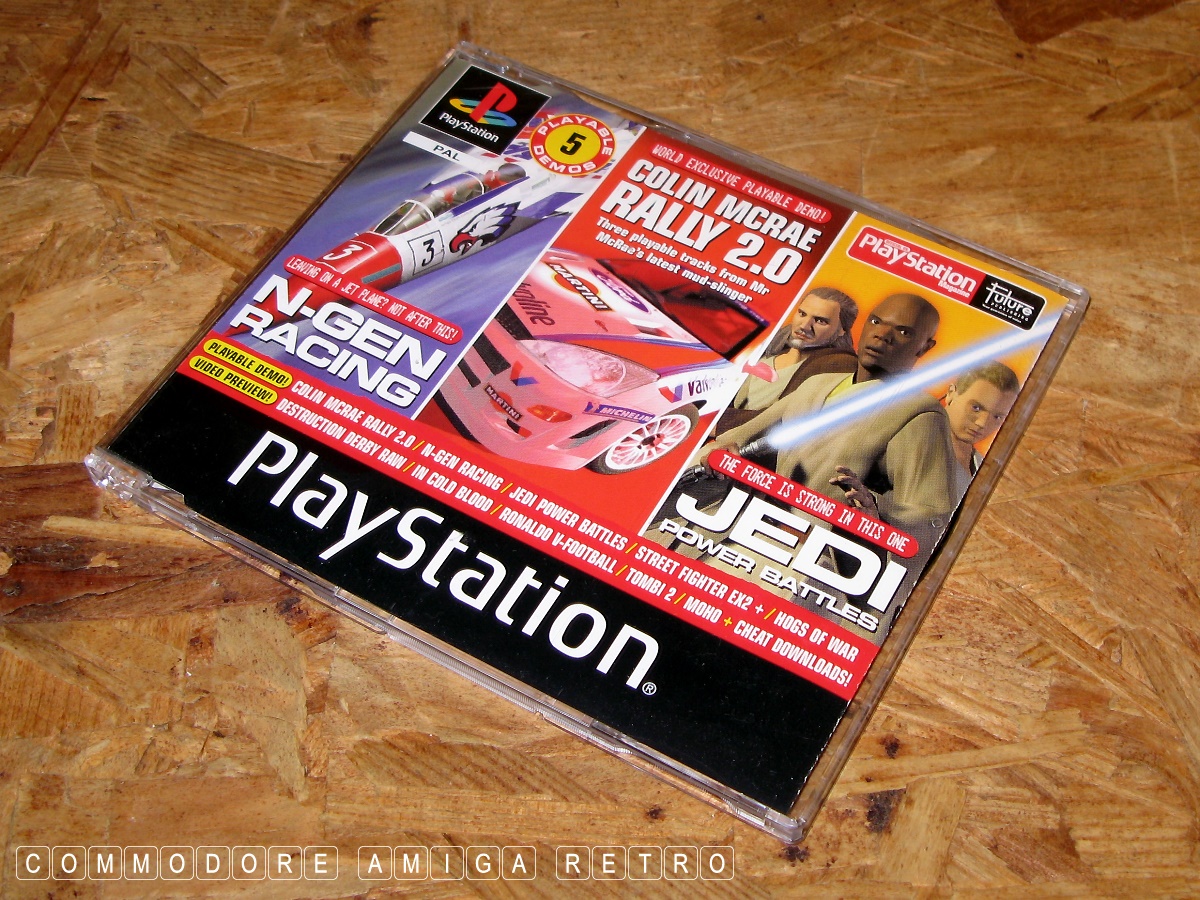 PlayStation
PAL
PLAYABLE
5
DEMOS
3
3
LEAVING ON A JET PLANE? NOT AFTER THIS!
N-GEN
RACING
WORLD EXCLUSIVE PLAYABLE DEMO!
COLIN MCRAE
RALLY 2.0
Three playable tracks from Mr
McRae's latest mud-slinger
MARTINI
MARTINI
MICHELIN
PlayStation
Magazine
Future
PUBLISHING
THE FORCE IS STRONG IN THIS ONE
JEDI
POWER BATTLES
PLAYABLE DEMO! COLIN MCRAE RALLY 2.0 / N-GEN RACING / JEDI POWER BATTLES / STREET FIGHTER EX2 + / HOGS OF WAR
VIDEO PREVIEW! DESTRUCTION DERBY RAW / IN COLD BLOOD / RONALDO V-FOOTBALL / TOMBI 2 / MOHO + CHEAT DOWNLOADS!
PlayStation®
COMMODORE AMIGA RETRO